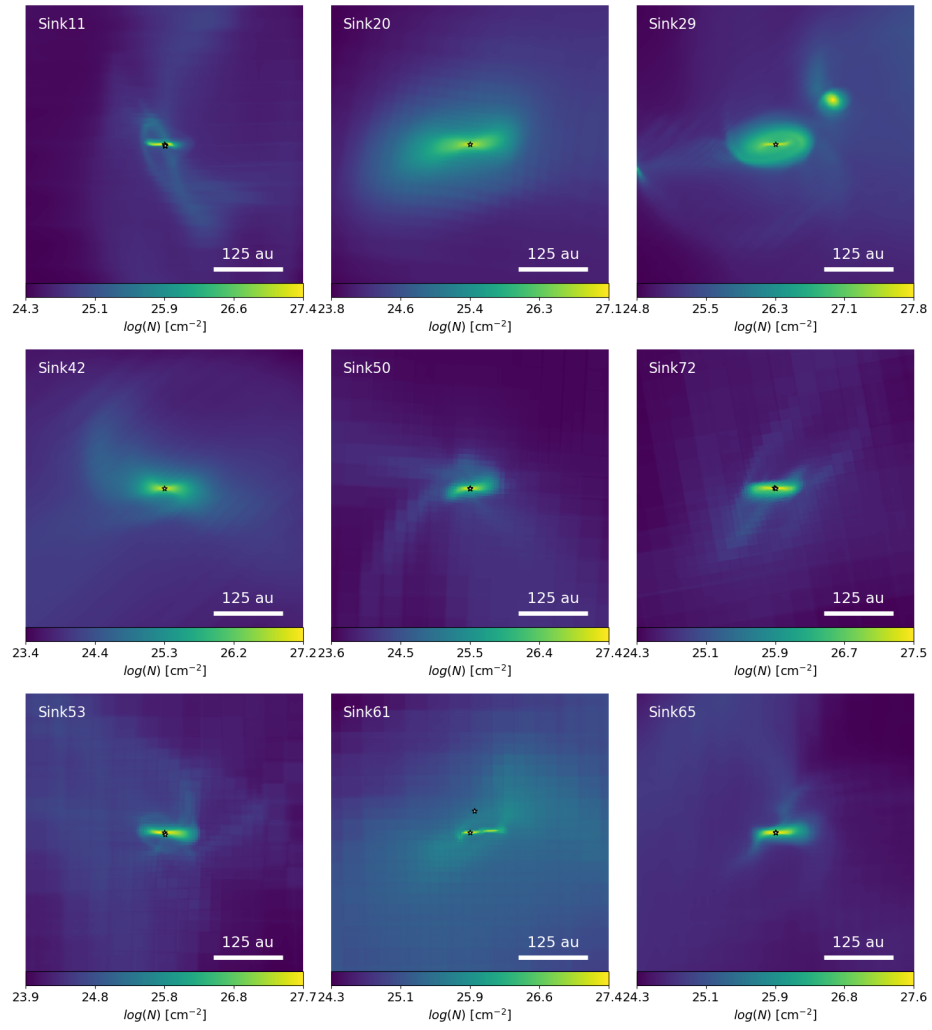 Sink11
Sink20
Sink29
125 au
125 au
125 au
24.3 25.1 25.9 26.6 27.4
23.8 24.6 25.4 26.3 27.1
24.8 25.5 26.3 27.1 27.8
log(N) [cm⁻²]
log(N) [cm⁻²]
log(N) [cm⁻²]
Sink42
Sink50
Sink72
125 au
125 au
125 au
23.4 24.4 25.3 26.2 27.2
23.6 24.5 25.5 26.4 27.4
24.3 25.1 25.9 26.7 27.5
log(N) [cm⁻²]
log(N) [cm⁻²]
log(N) [cm⁻²]
Sink53
Sink61
Sink65
125 au
125 au
125 au
23.9 24.8 25.8 26.8 27.7
24.3 25.1 25.9 26.6 27.4
24.3 25.1 25.9 26.8 27.6
log(N) [cm⁻²]
log(N) [cm⁻²]
log(N) [cm⁻²]